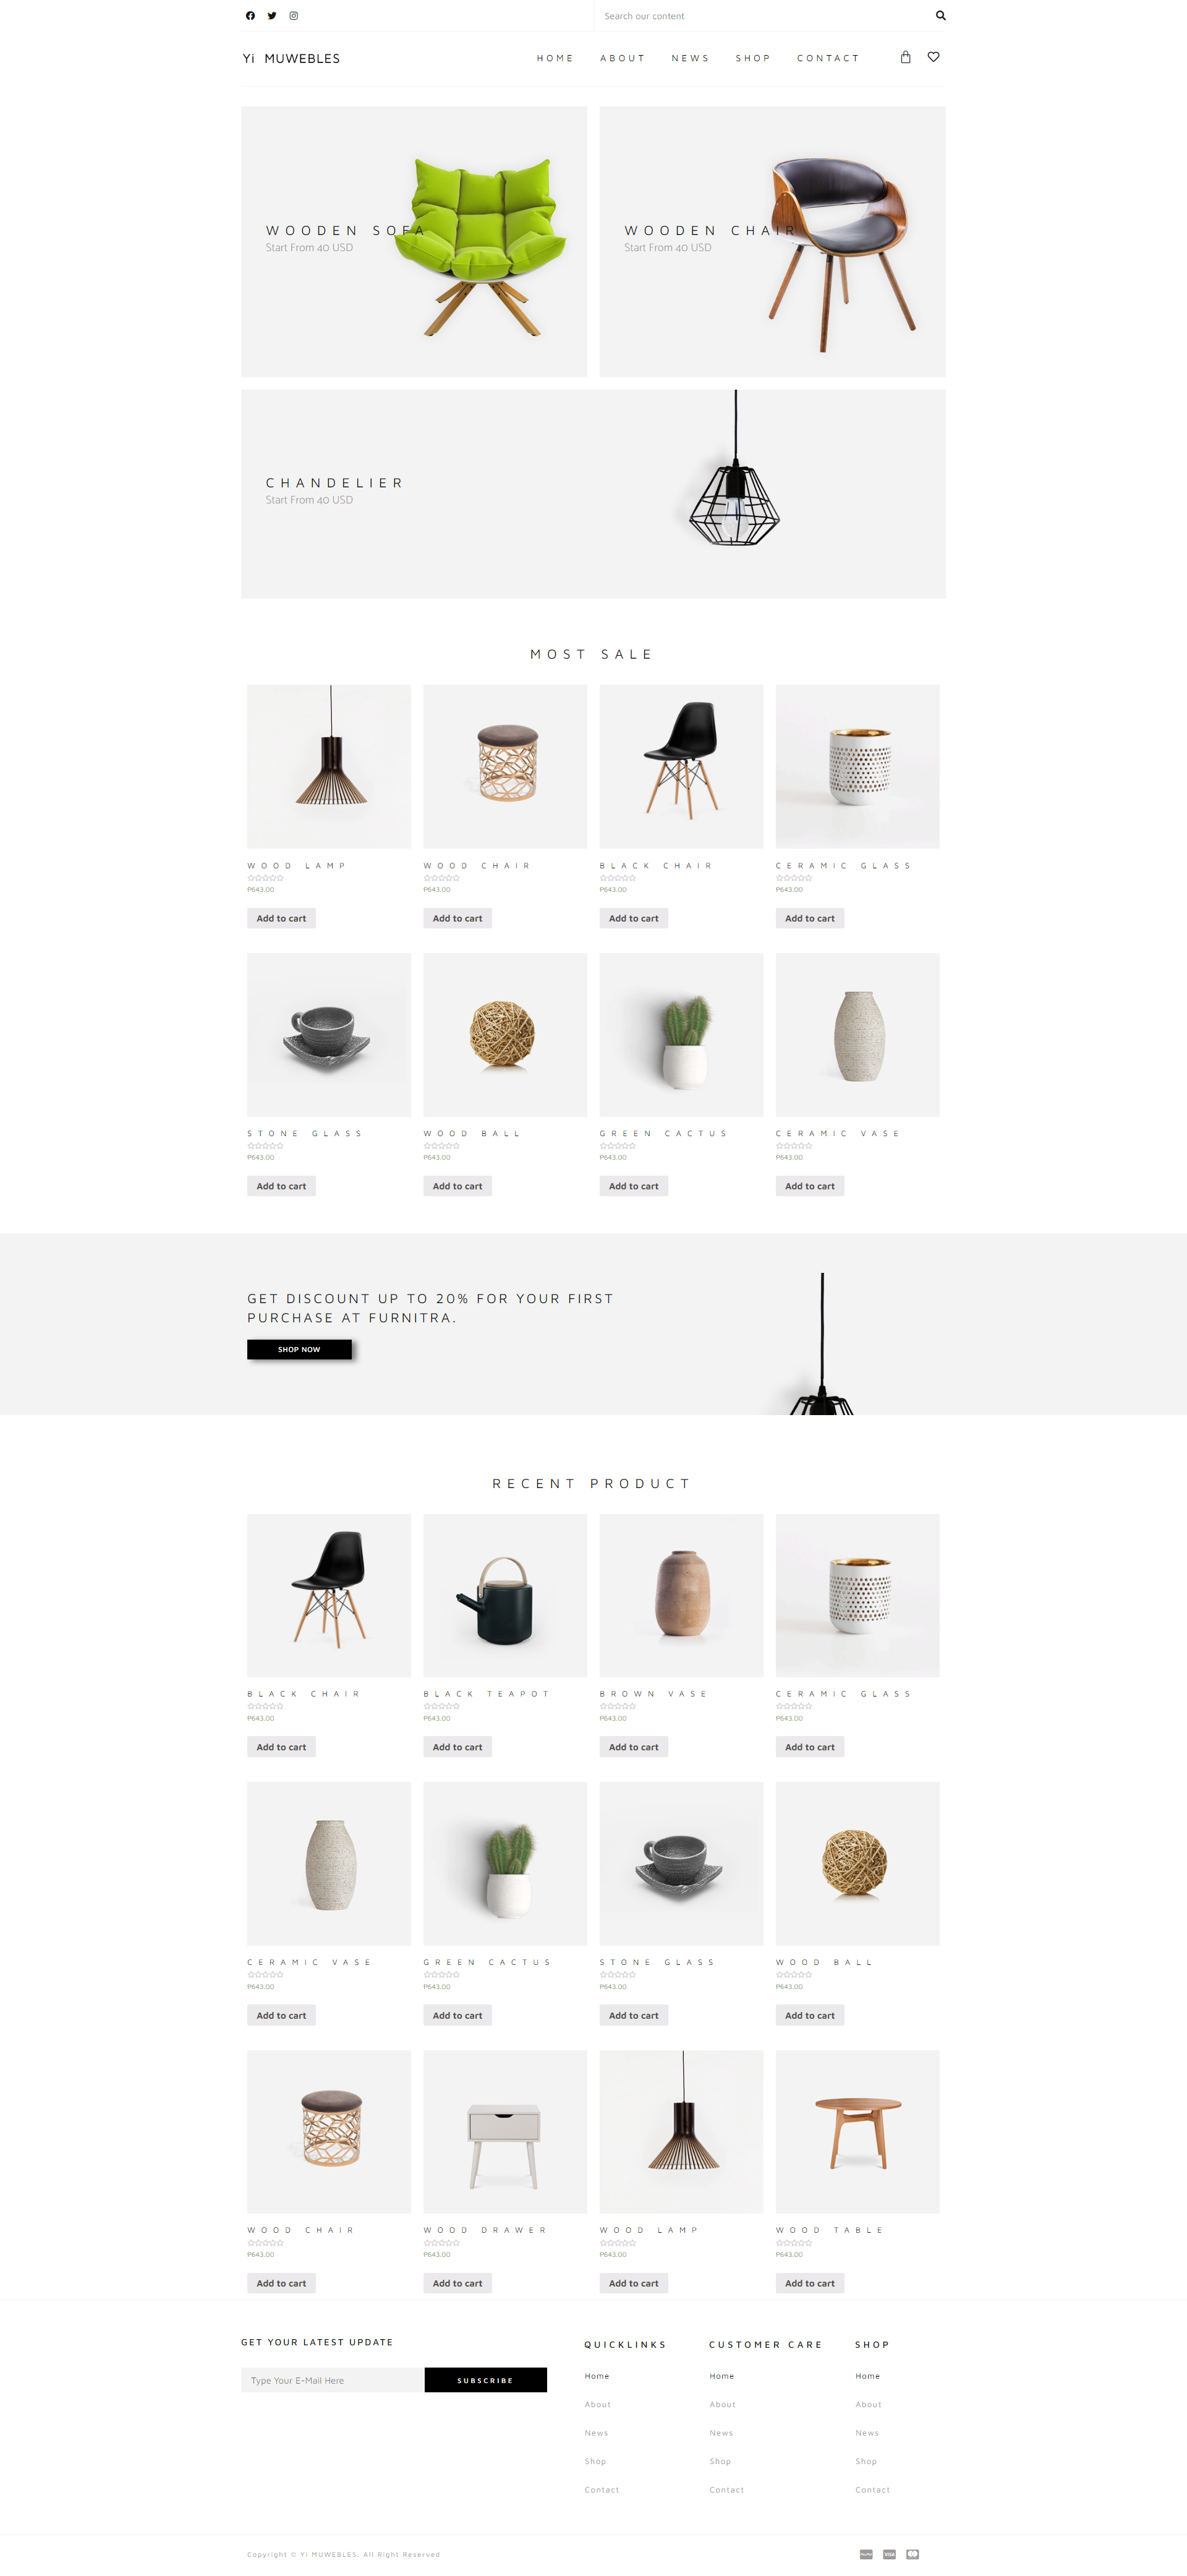 Search our content
Yi MUWEBLES
HOME ABOUT NEWS SHOP CONTACT
WOODEN SOFA
Start From 40 USD
WOODEN CHAIR
Start From 40 USD
CHANDELIER
Start From 40 USD
MOST SALE
WOOD LAMP
₱643.00
Add to cart
WOOD CHAIR
₱643.00
Add to cart
BLACK CHAIR
₱643.00
Add to cart
CERAMIC GLASS
₱643.00
Add to cart
STONE GLASS
₱643.00
Add to cart
WOOD BALL
₱643.00
Add to cart
GREEN CACTUS
₱643.00
Add to cart
CERAMIC VASE
₱643.00
Add to cart
GET DISCOUNT UP TO 20% FOR YOUR FIRST
PURCHASE AT FURNITRA.
SHOP NOW
RECENT PRODUCT
BLACK CHAIR
₱643.00
Add to cart
BLACK TEAPOT
₱643.00
Add to cart
BROWN VASE
₱643.00
Add to cart
CERAMIC GLASS
₱643.00
Add to cart
CERAMIC VASE
₱643.00
Add to cart
GREEN CACTUS
₱643.00
Add to cart
STONE GLASS
₱643.00
Add to cart
WOOD BALL
₱643.00
Add to cart
WOOD CHAIR
₱643.00
Add to cart
WOOD DRAWER
₱643.00
Add to cart
WOOD LAMP
₱643.00
Add to cart
WOOD TABLE
₱643.00
Add to cart
GET YOUR LATEST UPDATE
Type Your E-Mail Here
SUBSCRIBE
QUICKLINKS
Home
About
News
Shop
Contact
CUSTOMER CARE
Home
About
News
Shop
Contact
SHOP
Home
About
News
Shop
Contact
Copyright © Yi MUWEBLES. All Right Reserved
PayPal VISA